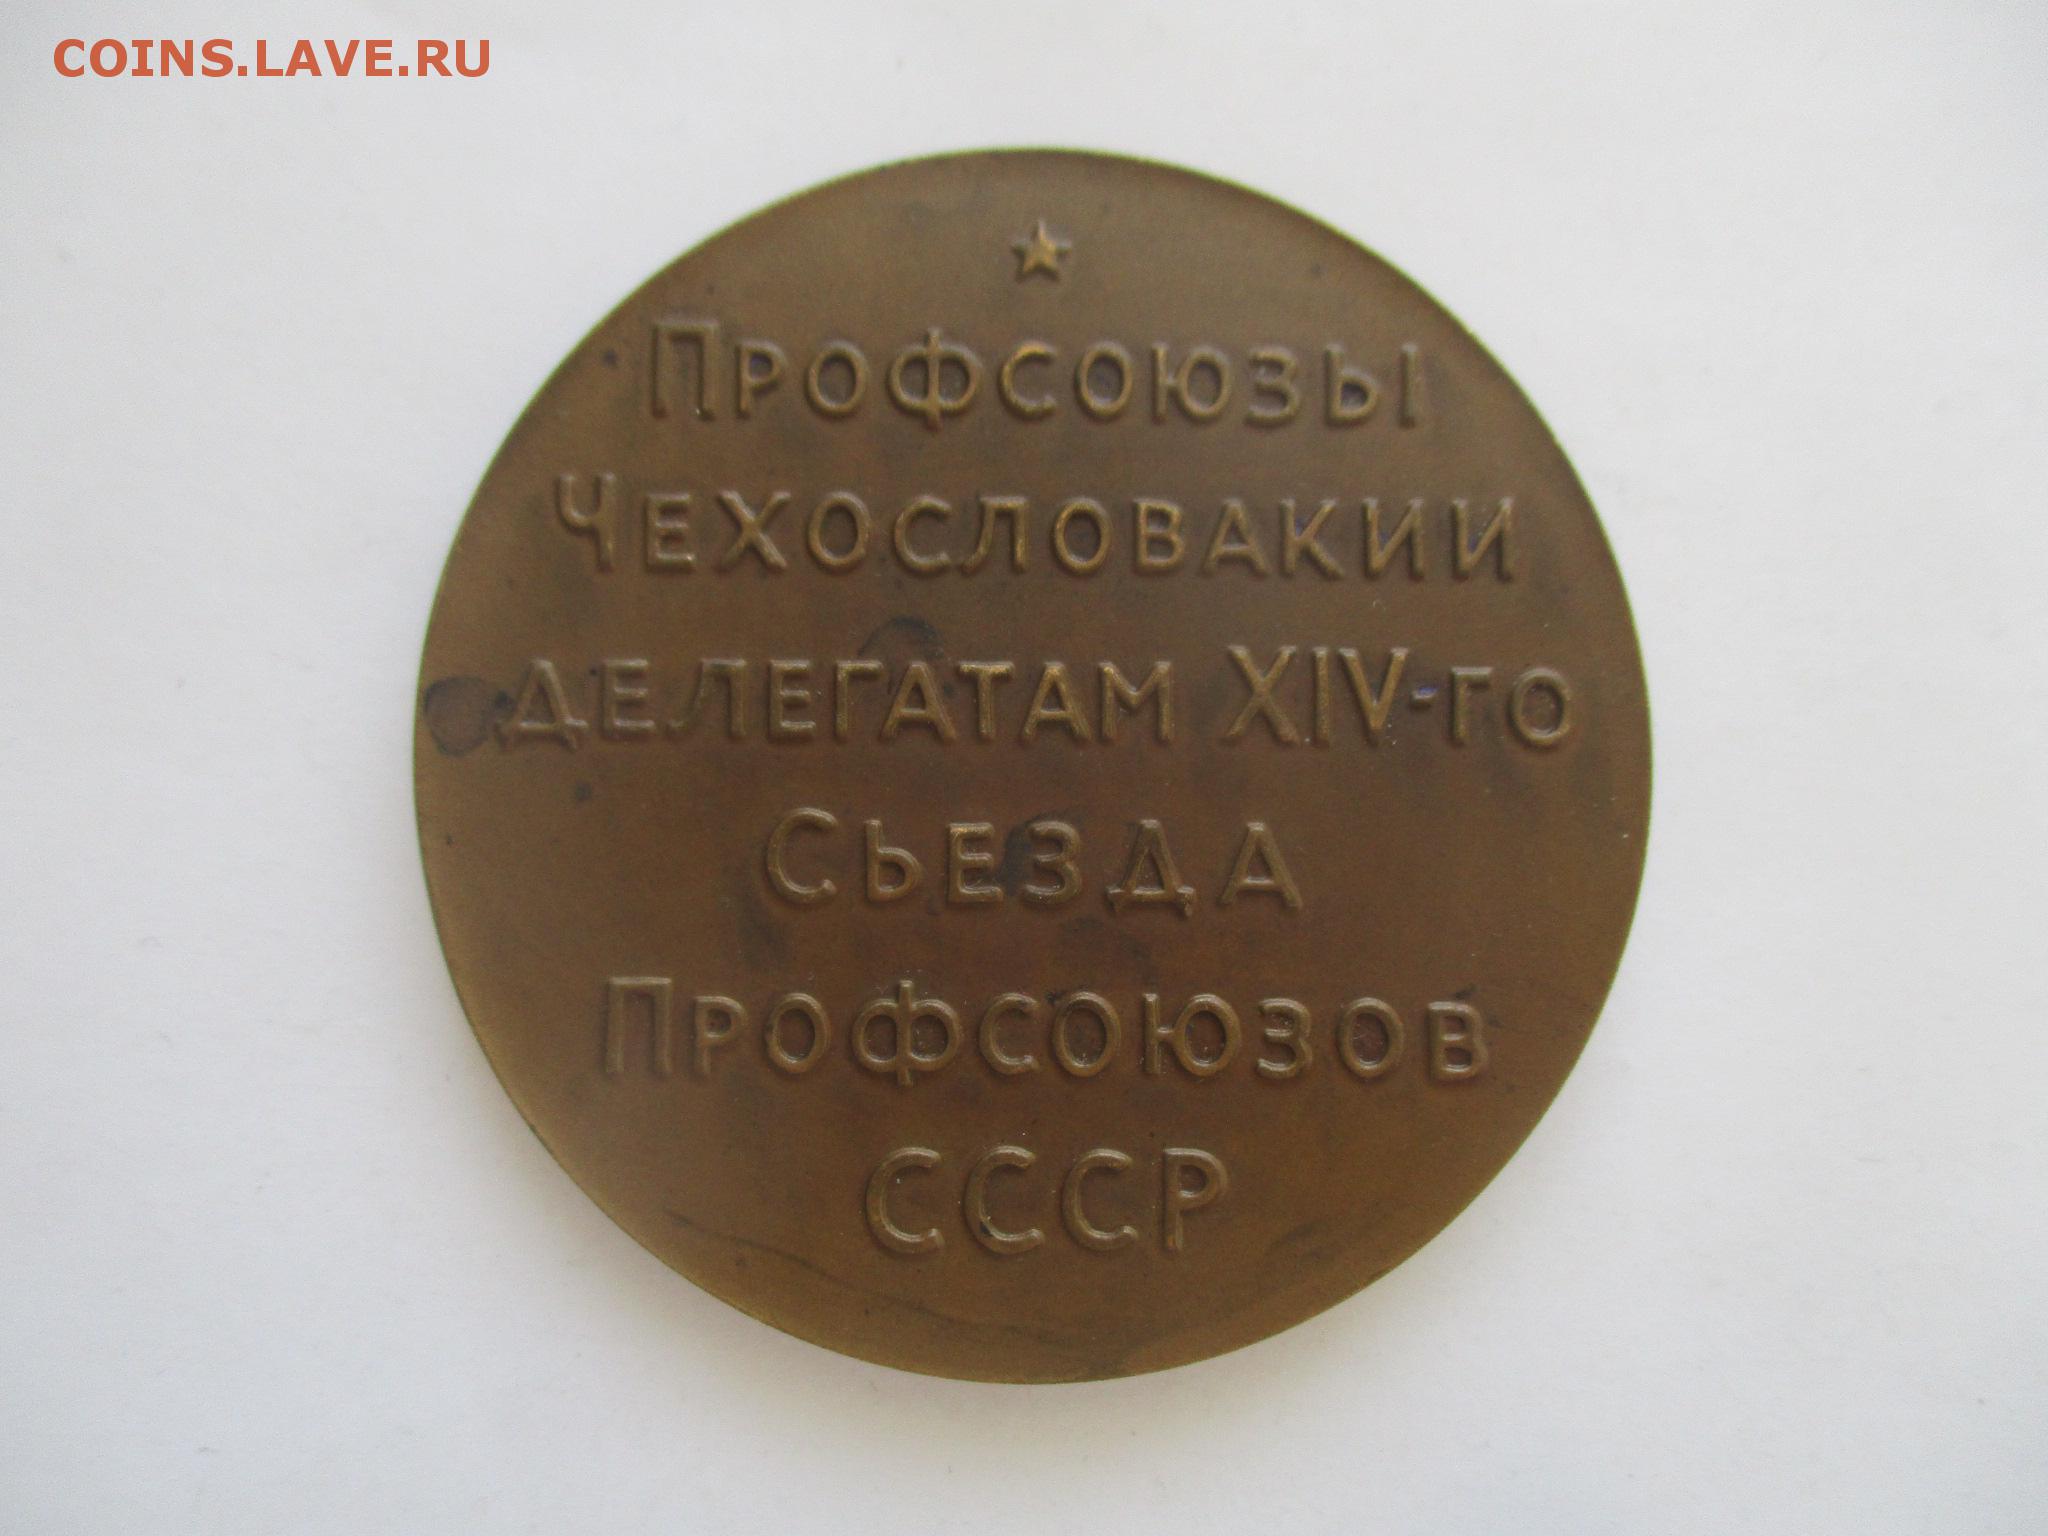 COINS.LAVE.RU
Профсоюзы
Чехословакии
делегатам XIV-го
Сьезда
Профсоюзов
СССР